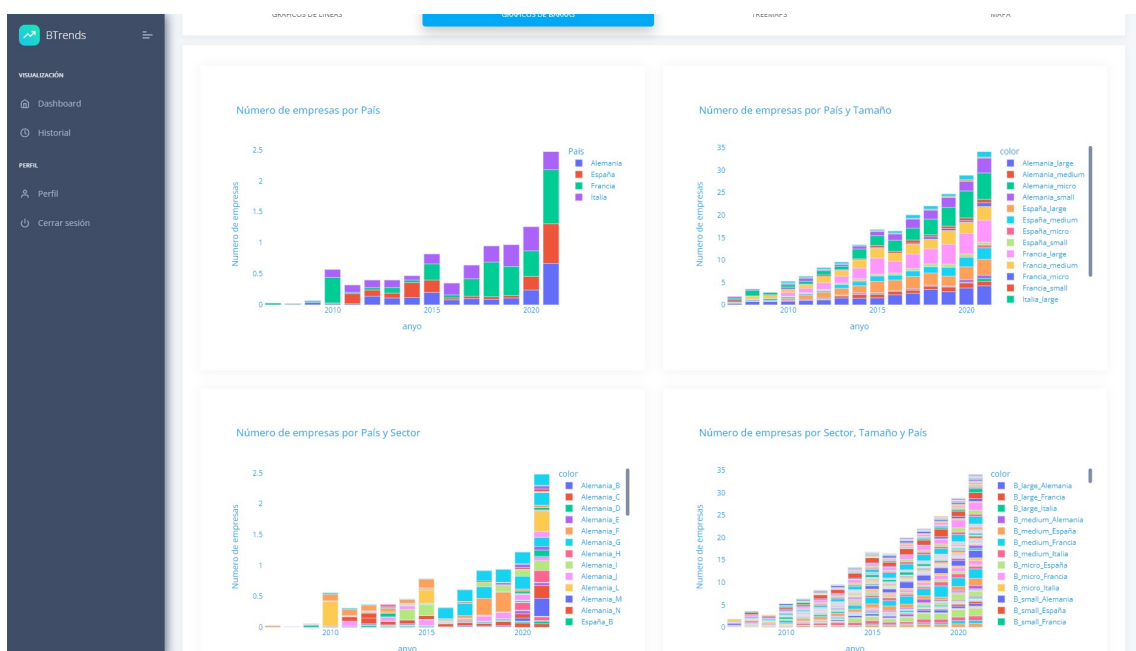 GRÁFICOS DE LÍNEAS
GRÁFICOS DE BARRAS
TREEMAPS
MAPA
BTrends
VISUALIZACIÓN
Dashboard
Historial
PERFIL
Perfil
Cerrar sesión
Número de empresas por País
Numero de empresas
2.5
2
1.5
1
0.5
0
2010
2015
2020
anyo
Pais
Alemania
España
Francia
Italia
Número de empresas por País y Tamaño
Numero de empresas
35
30
25
20
15
10
5
0
2010
2015
2020
anyo
color
Alemania_large
Alemania_medium
Alemania_micro
Alemania_small
España_large
España_medium
España_micro
España_small
Francia_large
Francia_medium
Francia_micro
Francia_small
Italia_large
Número de empresas por País y Sector
Numero de empresas
2.5
2
1.5
1
0.5
0
2010
2015
2020
anyo
color
Alemania_B
Alemania_C
Alemania_D
Alemania_E
Alemania_F
Alemania_G
Alemania_H
Alemania_I
Alemania_J
Alemania_L
Alemania_M
Alemania_N
España_B
Número de empresas por Sector, Tamaño y País
Numero de empresas
35
30
25
20
15
10
5
0
2010
2015
2020
anyo
color
B_large_Alemania
B_large_Francia
B_large_Italia
B_medium_Alemania
B_medium_España
B_medium_Francia
B_medium_Italia
B_micro_España
B_micro_Francia
B_micro_Italia
B_small_Alemania
B_small_España
B_small_Francia